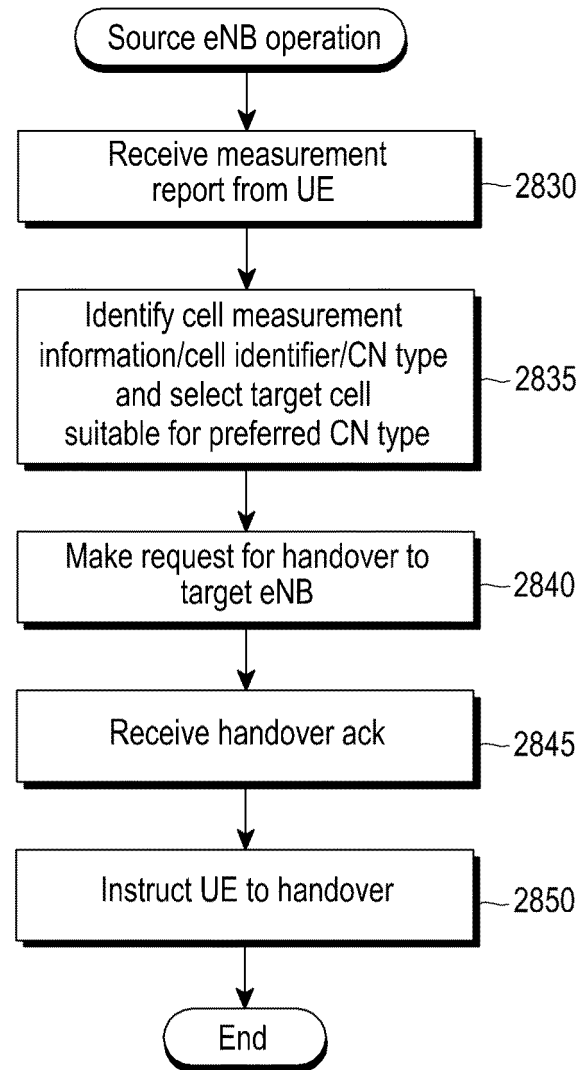 Source eNB operation
Receive measurement
report from UE
2830
Identify cell measurement
information/cell identifier/CN type
and select target cell
suitable for preferred CN type
2835
Make request for handover to
target eNB
2840
Receive handover ack
2845
Instruct UE to handover
2850
End